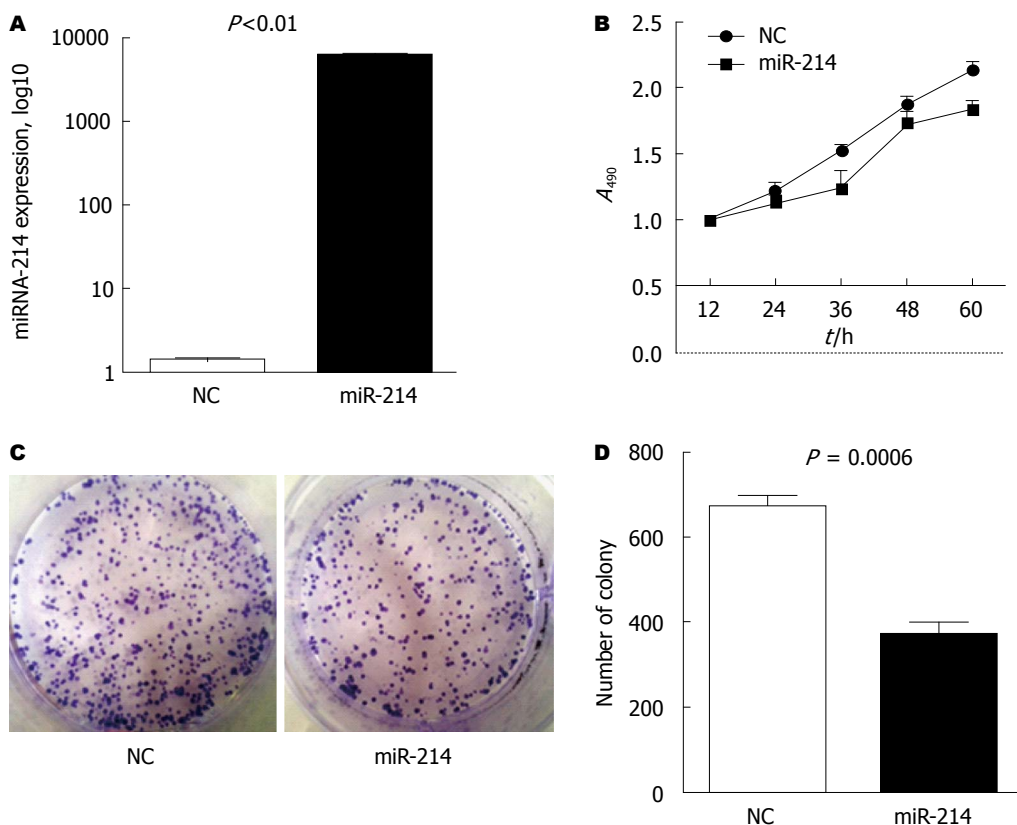 A
P<0.01
miRNA-214 expression, log10
10000
1000
100
10
1
NC miR-214
B
NC
miR-214
A490
2.5
2.0
1.5
1.0
0.5
0.0
12 24 36 48 60
t/h
C
NC miR-214
D
P = 0.0006
Number of colony
800
600
400
200
0
NC miR-214